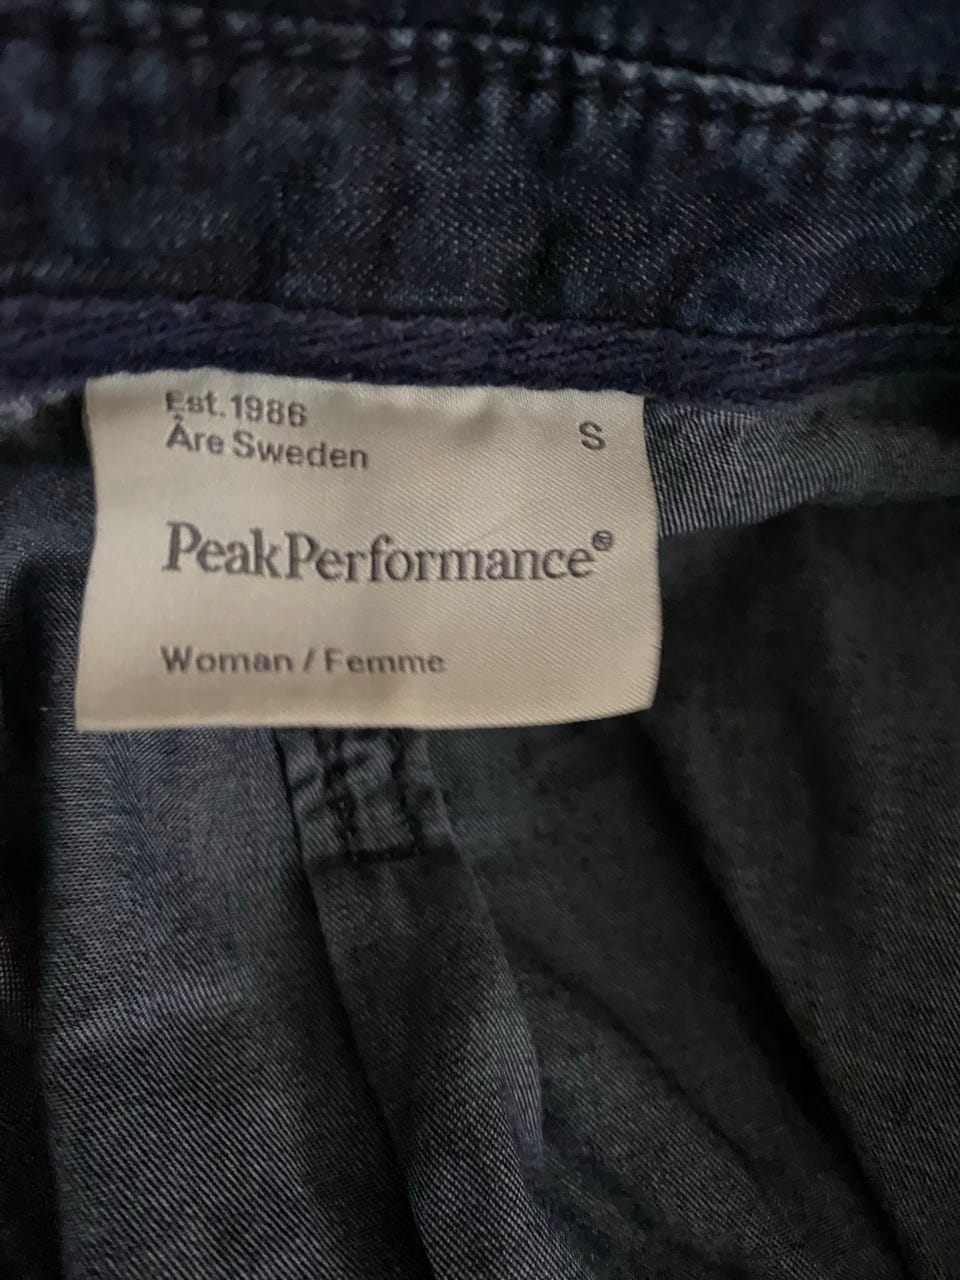 Est.1986
Åre Sweden
S
PeakPerformance®
Woman / Femme